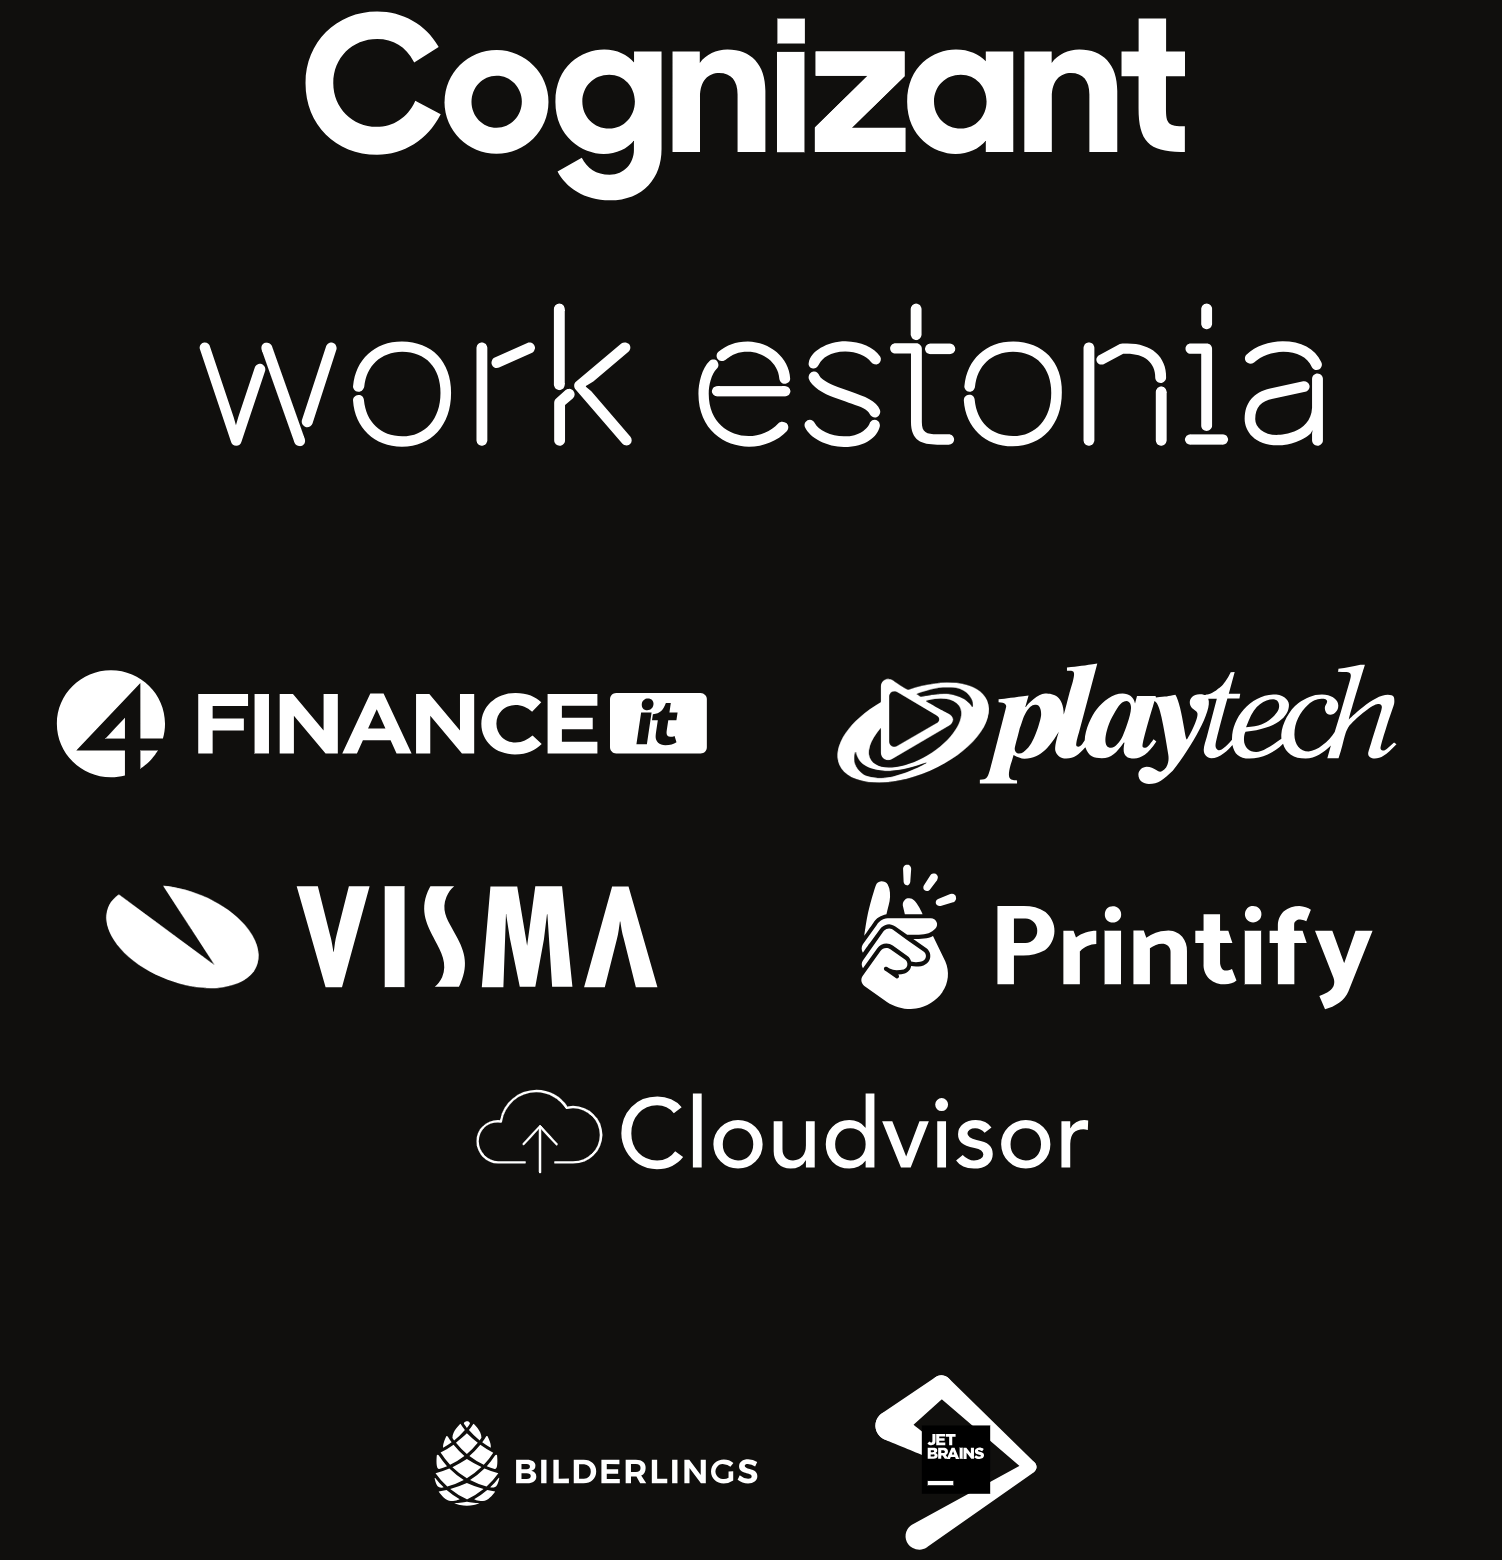 Cognizant
work estonia
4 FINANCE it
playtech
VISMA
Printify
Cloudvisor
BILDERLINGS
JET
BRAINS